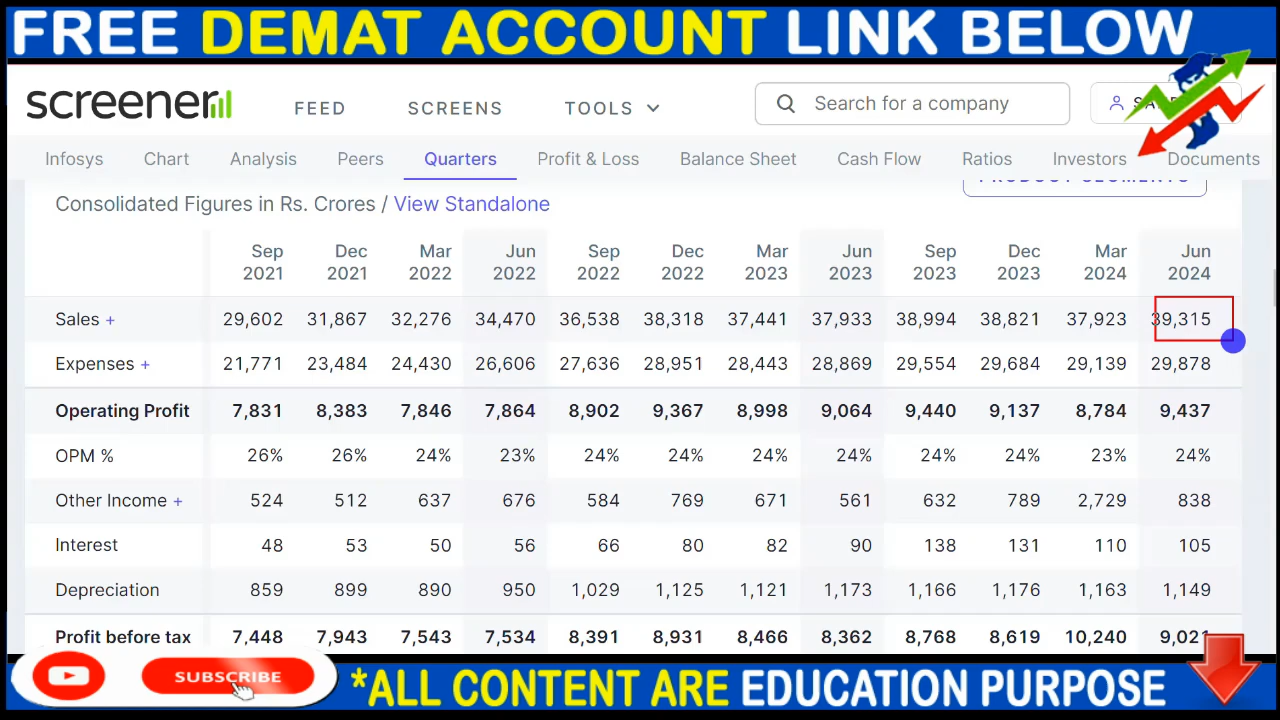 FREE DEMAT ACCOUNT LINK BELOW
screener FEED SCREENS TOOLS Search for a company
Infosys Chart Analysis Peers Quarters Profit & Loss Balance Sheet Cash Flow Ratios Investors Documents
PRODUCT SEGMENTS
Consolidated Figures in Rs. Crores / View Standalone
Sep Dec Mar Jun Sep Dec Mar Jun Sep Dec Mar Jun
2021 2021 2022 2022 2022 2022 2023 2023 2023 2023 2024 2024
Sales + 29,602 31,867 32,276 34,470 36,538 38,318 37,441 37,933 38,994 38,821 37,923 39,315
Expenses + 21,771 23,484 24,430 26,606 27,636 28,951 28,443 28,869 29,554 29,684 29,139 29,878
Operating Profit 7,831 8,383 7,846 7,864 8,902 9,367 8,998 9,064 9,440 9,137 8,784 9,437
OPM % 26% 26% 24% 23% 24% 24% 24% 24% 24% 24% 23% 24%
Other Income + 524 512 637 676 584 769 671 561 632 789 2,729 838
Interest 48 53 50 56 66 80 82 90 138 131 110 105
Depreciation 859 899 890 950 1,029 1,125 1,121 1,173 1,166 1,176 1,163 1,149
Profit before tax 7,448 7,943 7,543 7,534 8,391 8,931 8,466 8,362 8,768 8,619 10,240 9,021
SUBSCRIBE
*ALL CONTENT ARE EDUCATION PURPOSE